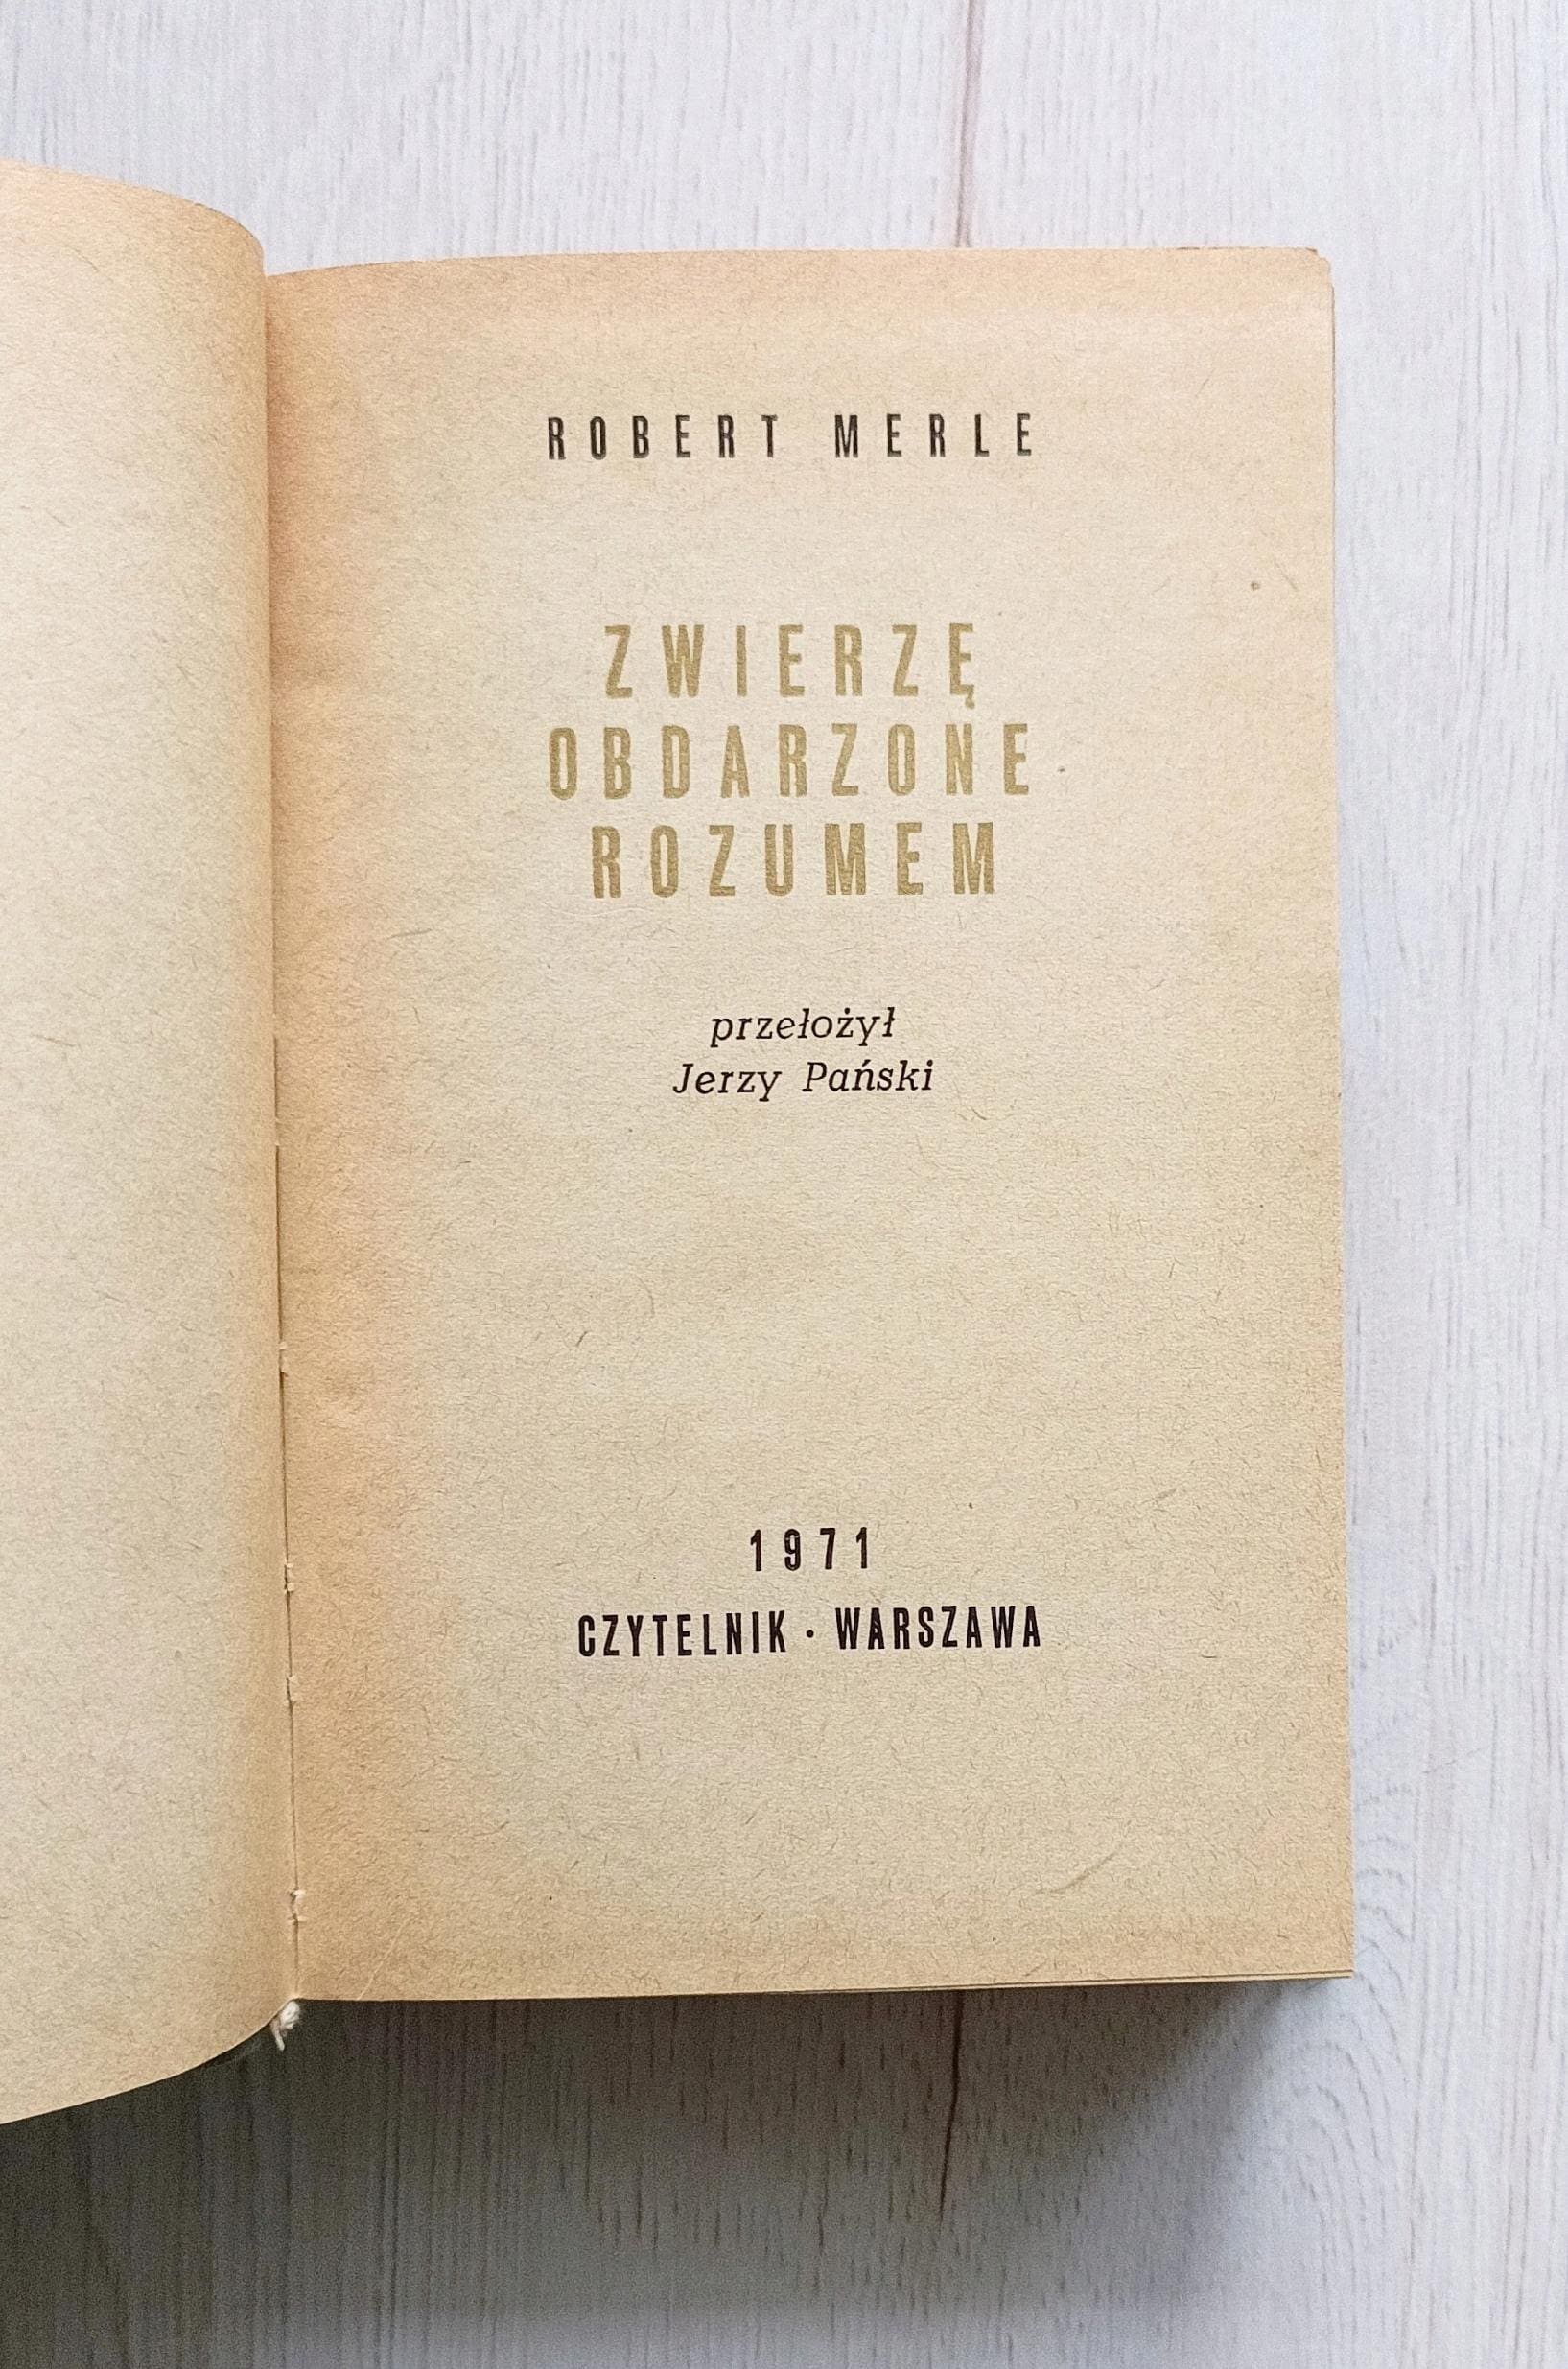 ROBERT MERLE
ZWIERZĘ
OBDARZONE
ROZUMEM
przełożył
Jerzy Pański
1971
CZYTELNIK · WARSZAWA